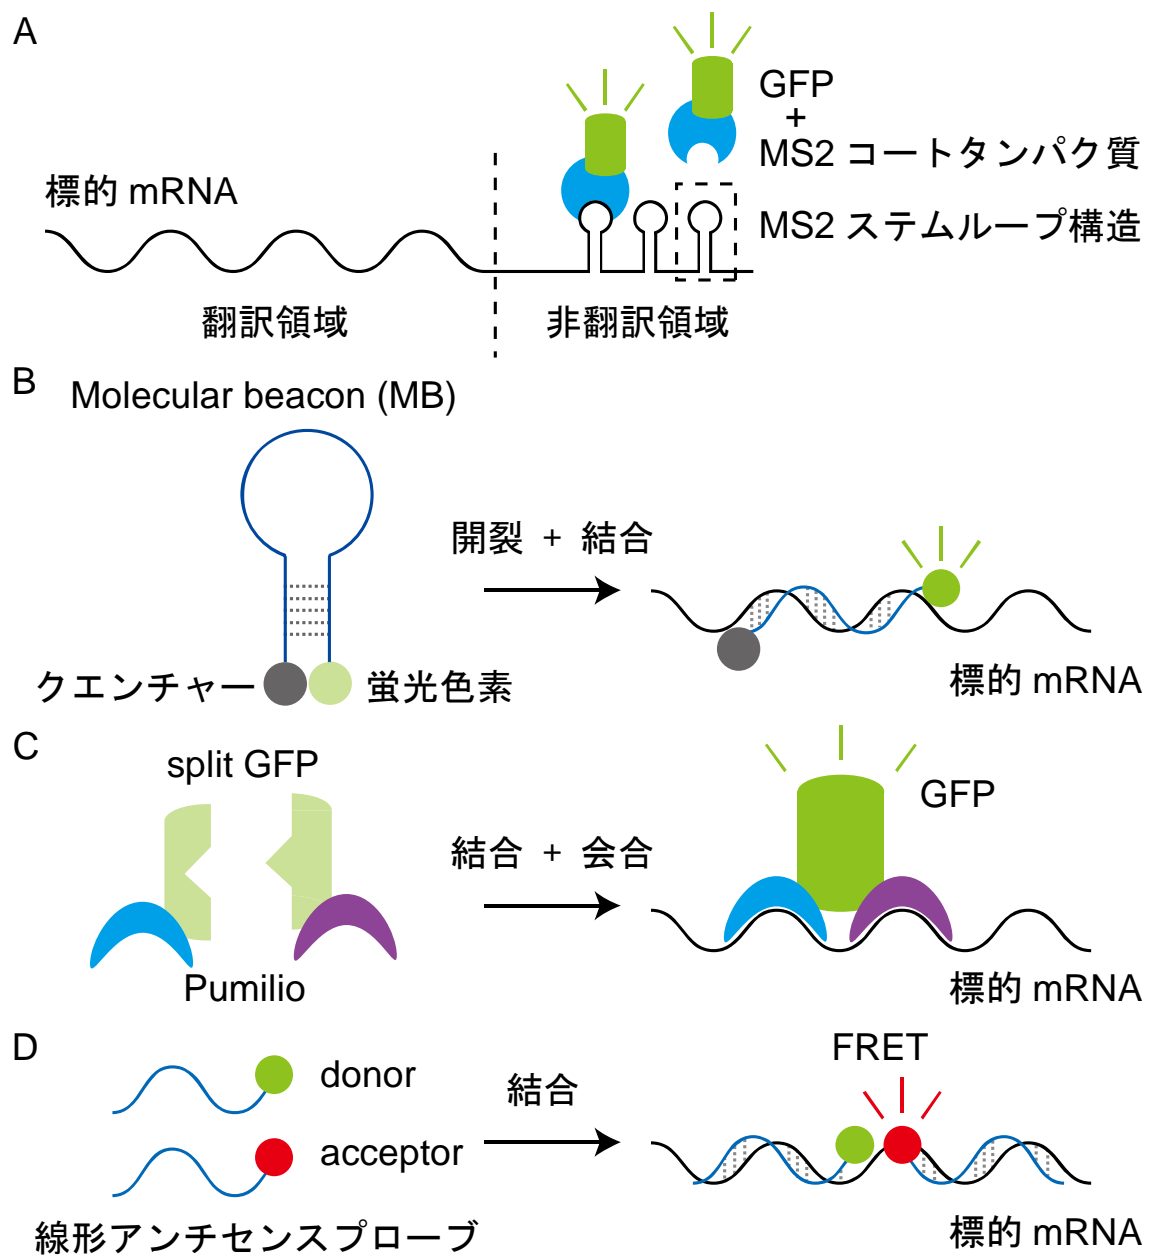 A
GFP
+
MS2 コートタンパク質
標的 mRNA
MS2 ステムループ構造
翻訳領域
非翻訳領域
B
Molecular beacon (MB)
開裂 + 結合
クエンチャー
蛍光色素
標的 mRNA
C
split GFP
GFP
結合 + 会合
Pumilio
標的 mRNA
D
FRET
donor
結合
acceptor
線形アンチセンスプローブ
標的 mRNA